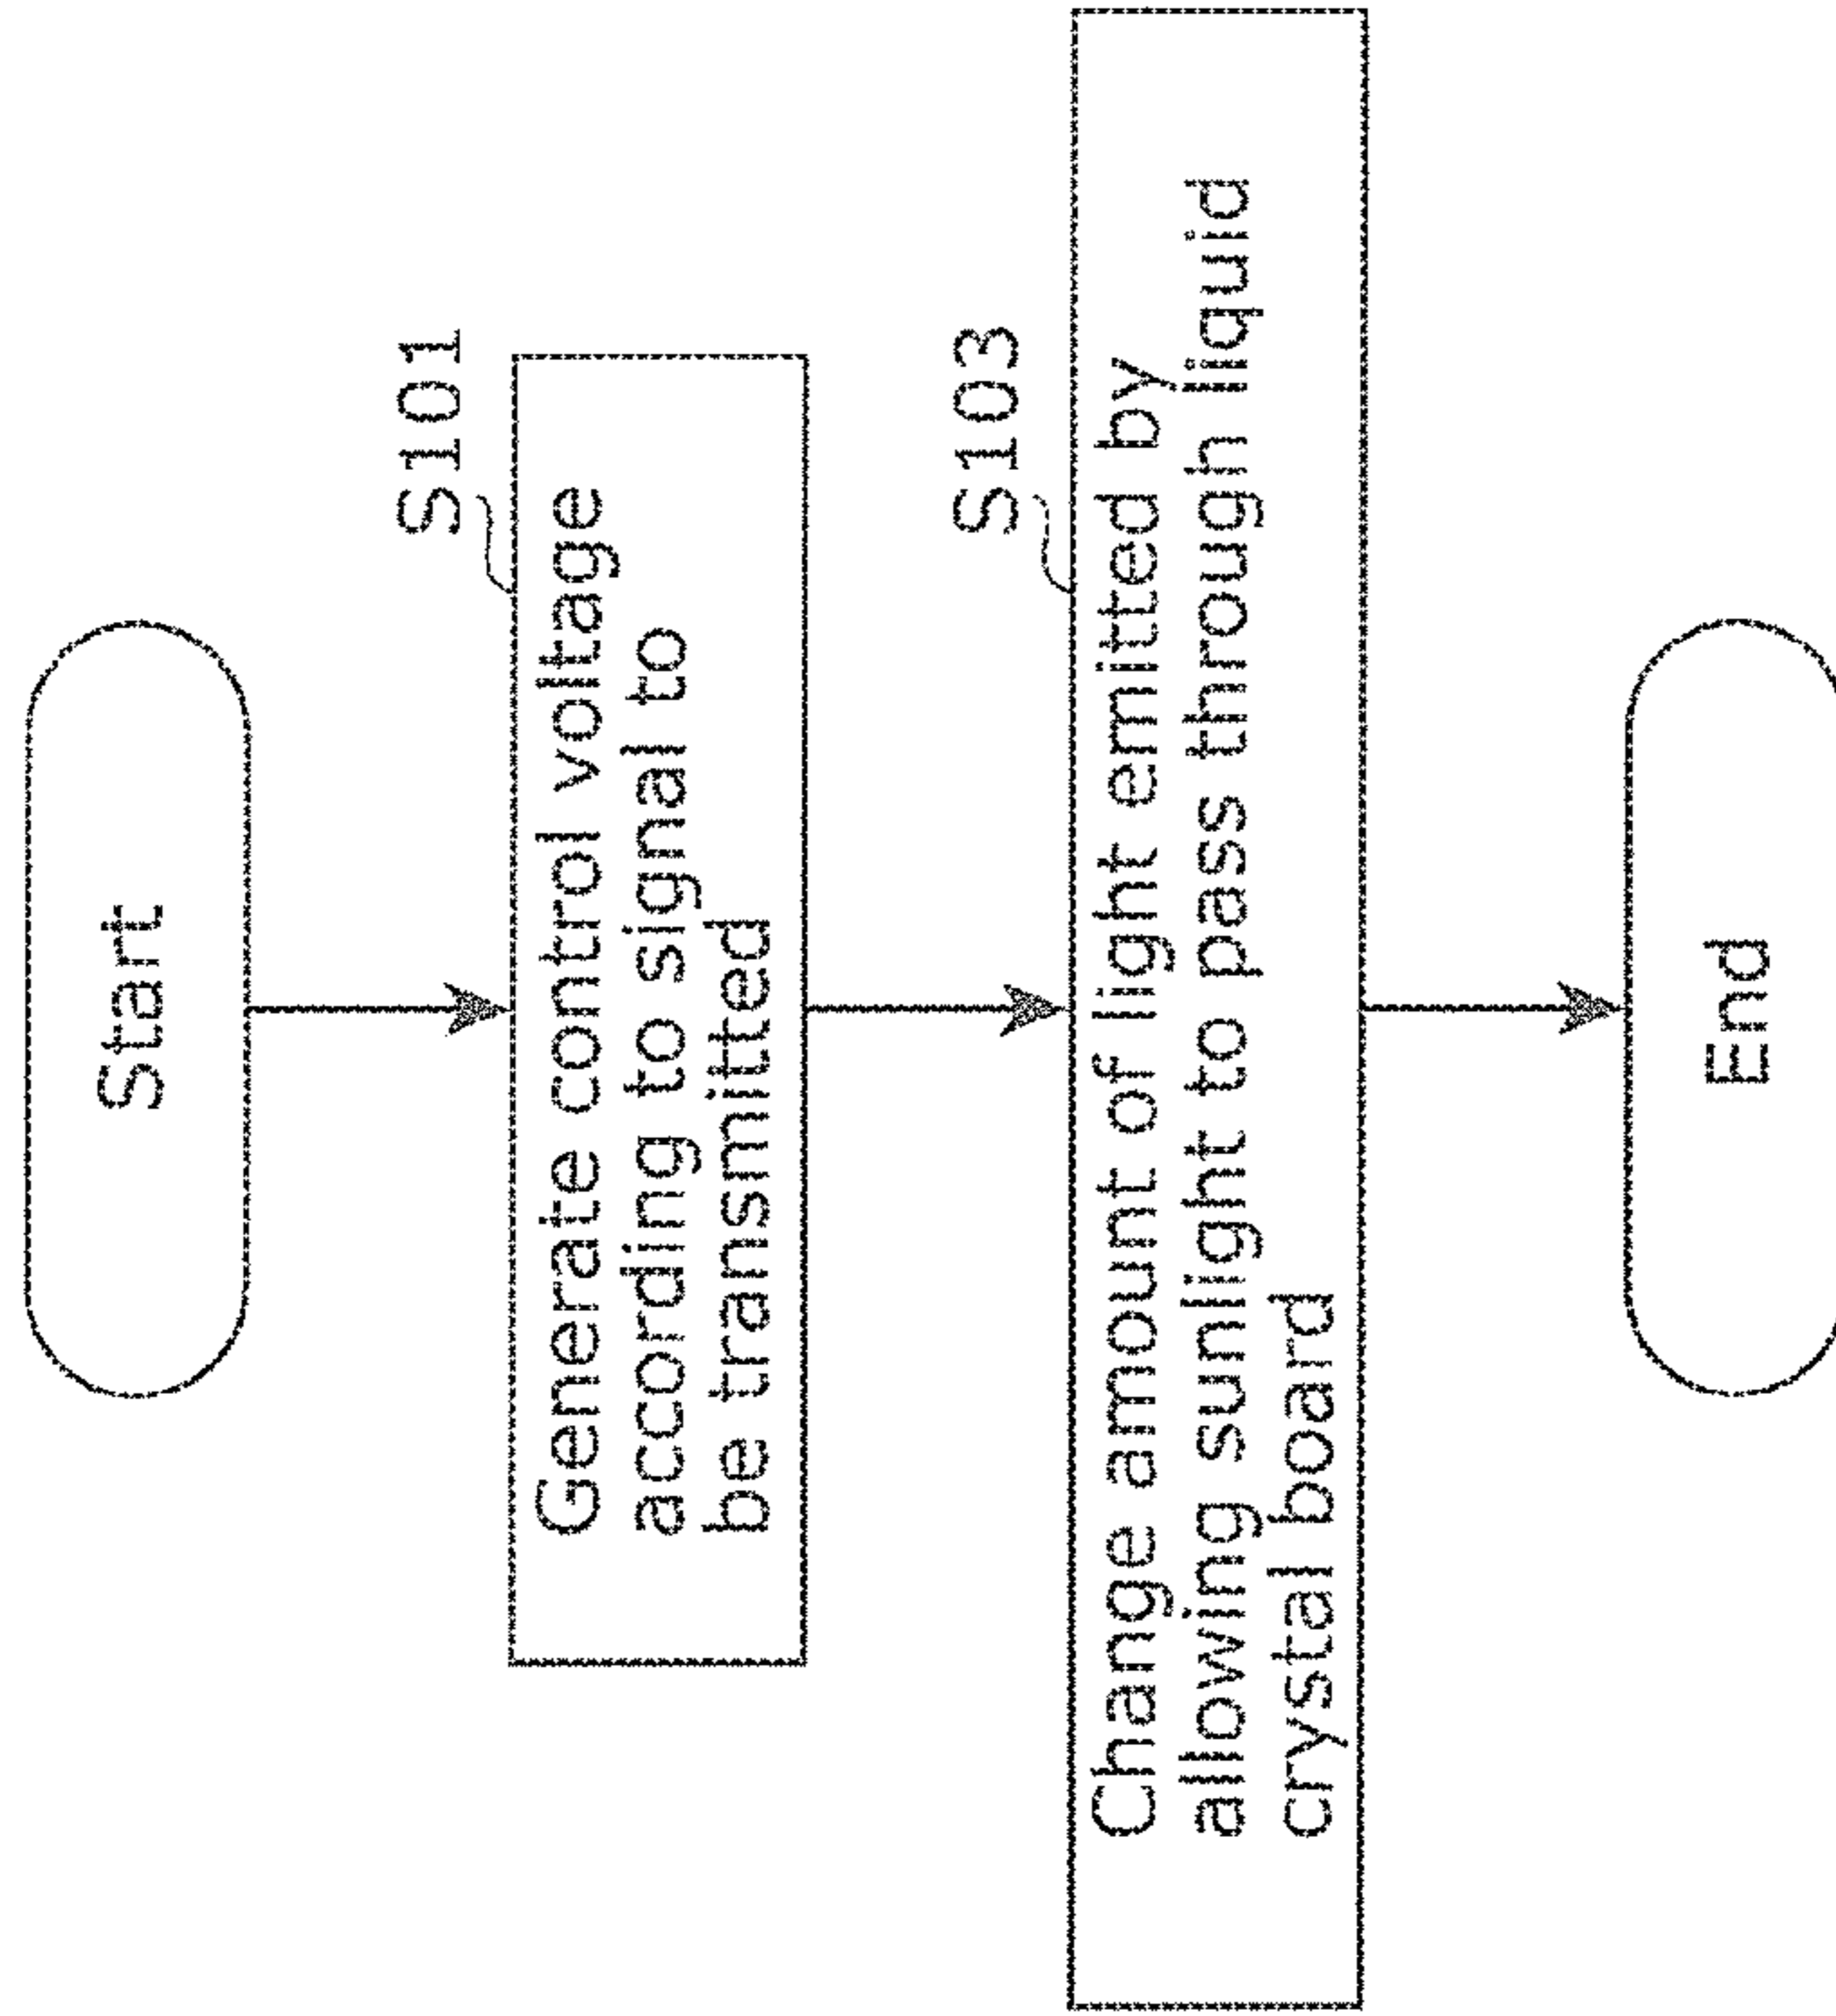 Start
S101
Generate control voltage
according to signal to
be transmitted
S103
Change amount of light emitted by
allowing sunlight to pass through liquid
crystal board
End